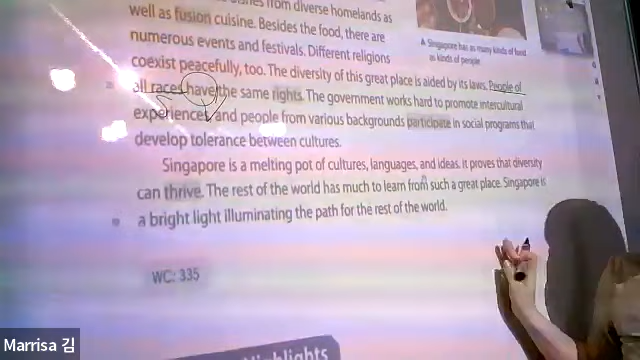 from diverse homelands as
well as fusion cuisine. Besides the food, there are
numerous events and festivals. Different religions
coexist peacefully, too. The diversity of this great place is aided by its laws. People of
all races have the same rights. The government works hard to promote intercultural
experiences, and people from various backgrounds participate in social programs that
develop tolerance between cultures.
Singapore is a melting pot of cultures, languages, and ideas. It proves that diversity
can thrive. The rest of the world has much to learn from such a great place. Singapore is
a bright light illuminating the path for the rest of the world.
WC: 335
▲ Singapore has as many kinds of food
as kinds of people.
Marrisa 김